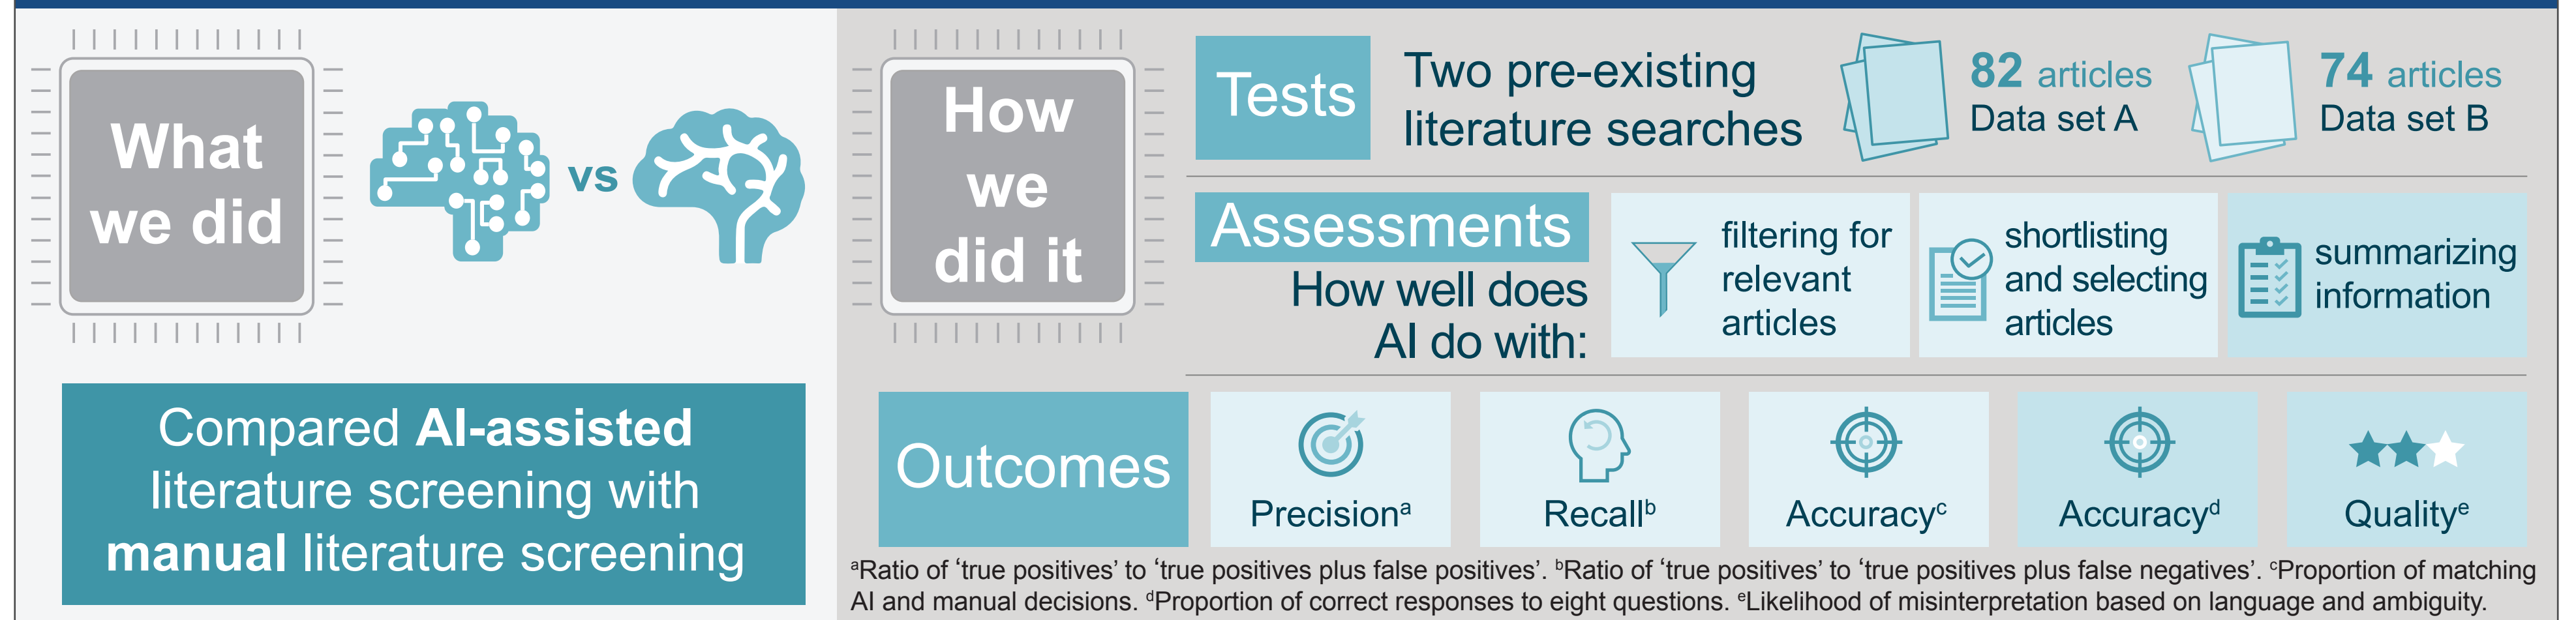 What
we did
vs
Compared AI-assisted
literature screening with
manual literature screening
How
we
did it
Tests
Two pre-existing
literature searches
82 articles
Data set A
74 articles
Data set B
Assessments
How well does
AI do with:
filtering for
relevant
articles
shortlisting
and selecting
articles
summarizing
information
Outcomes
Precisionᵃ
Recallᵇ
Accuracyᶜ
Accuracyᵈ
Qualityᵉ
ᵃRatio of ‘true positives’ to ‘true positives plus false positives’. ᵇRatio of ‘true positives’ to ‘true positives plus false negatives’. ᶜProportion of matching
AI and manual decisions. ᵈProportion of correct responses to eight questions. ᵉLikelihood of misinterpretation based on language and ambiguity.